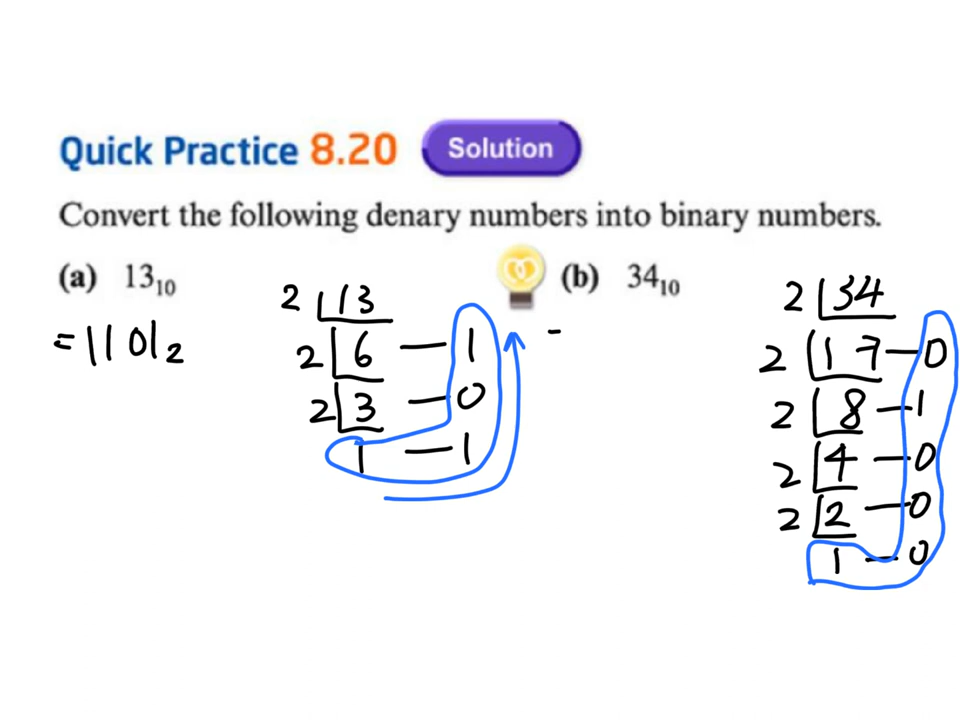 Quick Practice 8.20 Solution
Convert the following denary numbers into binary numbers.
(a) 13₁₀
= 1101₂
2 13
2 6 — 1
2 3 — 0
1 — 1
(b) 34₁₀
=
2 34
2 17 — 0
2 8 — 1
2 4 — 0
2 2 — 0
1 — 0